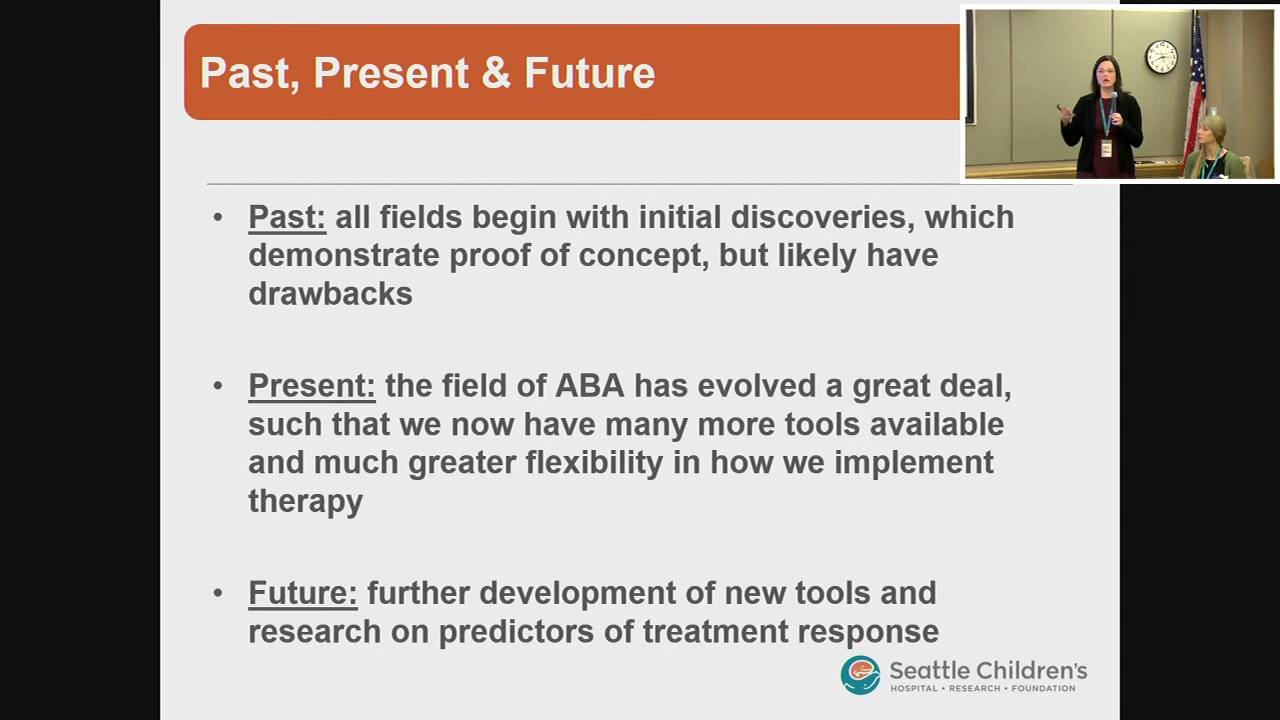 Past, Present & Future
• Past: all fields begin with initial discoveries, which
demonstrate proof of concept, but likely have
drawbacks
• Present: the field of ABA has evolved a great deal,
such that we now have many more tools available
and much greater flexibility in how we implement
therapy
• Future: further development of new tools and
research on predictors of treatment response
Seattle Children's
HOSPITAL • RESEARCH • FOUNDATION